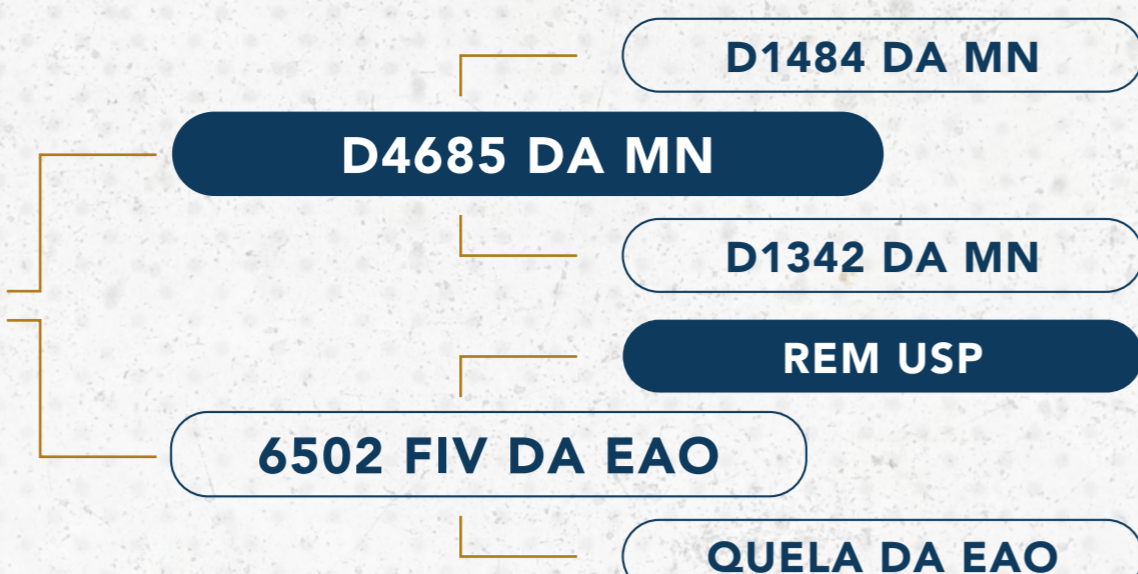 D1484 DA MN
D4685 DA MN
D1342 DA MN
REM USP
6502 FIV DA EAO
QUELA DA EAO